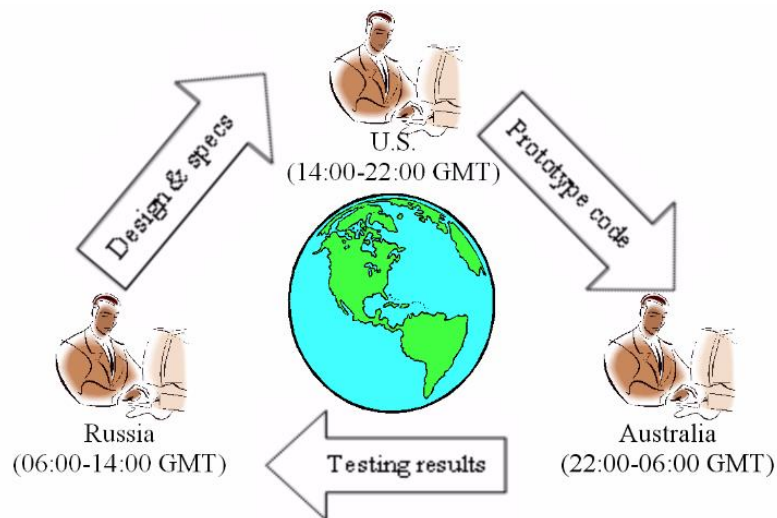 U.S.
(14:00-22:00 GMT)
Design & specs
Prototype code
Russia
(06:00-14:00 GMT)
Testing results
Australia
(22:00-06:00 GMT)